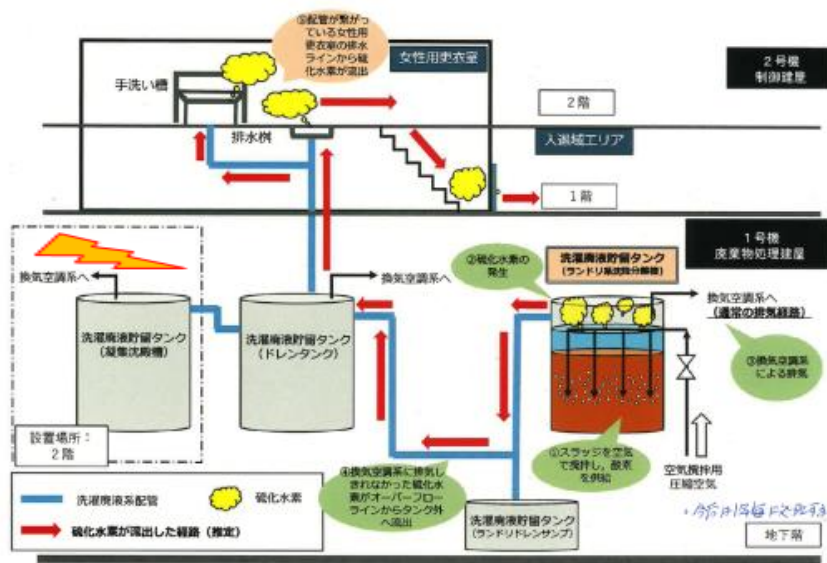 ⑤配管が繋がっ
ている女性用
更衣室の排水
ラインから硫
化水素が流出
女性用更衣室
2号機
制御建屋
手洗い槽
排水桝
2階
入退域エリア
1階
1号機
廃棄物処理建屋
換気空調系へ
②硫化水素の
発生
洗濯廃液貯留タンク
換気空調系へ
換気空調系へ
(通常の排気経路)
洗濯廃液貯留タンク
(凝集沈殿槽)
洗濯廃液貯留タンク
(ドレンタンク)
③換気空調系
による排気
設置場所:
2階
①スラッジを空気
で攪拌し、酸素
を供給
空気攪拌用
圧縮空気
④換気空調系に排気し
きれなかった硫化水
素がオーバーフロー
ラインからタンク外
へ流出
洗濯廃液系配管
硫化水素
硫化水素が流出した経路(推定)
洗濯廃液貯留タンク
(ランドリドレンサンプ)
地下階